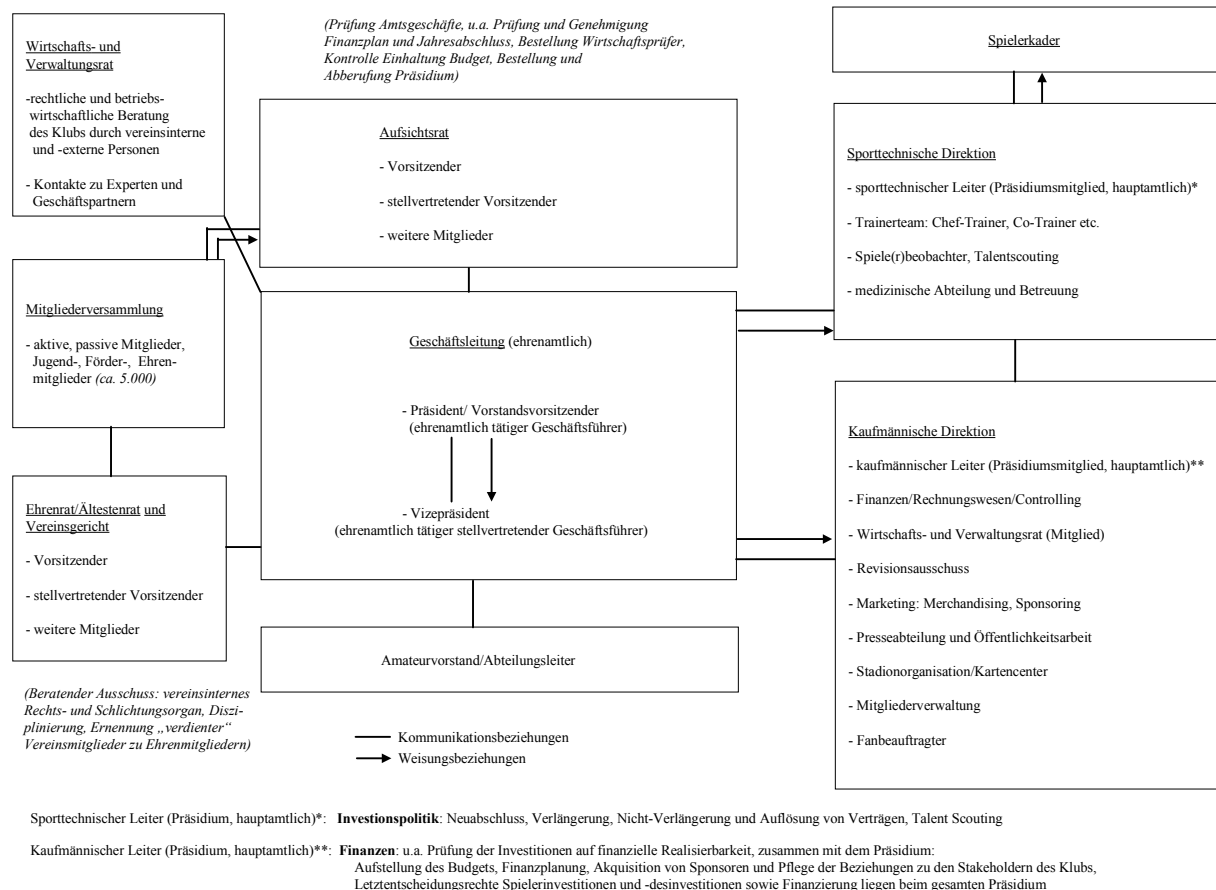 Wirtschafts- und
Verwaltungsrat
-rechtliche und betriebs-
wirtschaftliche Beratung
des Klubs durch vereinsinterne
und -externe Personen
- Kontakte zu Experten und
Geschäftspartnern
(Prüfung Amtsgeschäfte, u.a. Prüfung und Genehmigung
Finanzplan und Jahresabschluss, Bestellung Wirtschaftsprüfer,
Kontrolle Einhaltung Budget, Bestellung und
Abberufung Präsidium)
Aufsichtsrat
- Vorsitzender
- stellvertretender Vorsitzender
- weitere Mitglieder
Spielerkader
Sporttechnische Direktion
- sporttechnischer Leiter (Präsidiumsmitglied, hauptamtlich)*
- Trainerteam: Chef-Trainer, Co-Trainer etc.
- Spiele(r)beobachter, Talentscouting
- medizinische Abteilung und Betreuung
Mitgliederversammlung
- aktive, passive Mitglieder,
Jugend-, Förder-, Ehren-
mitglieder (ca. 5.000)
Geschäftsleitung (ehrenamtlich)
- Präsident/ Vorstandsvorsitzender
(ehrenamtlich tätiger Geschäftsführer)
- Vizepräsident
(ehrenamtlich tätiger stellvertretender Geschäftsführer)
Kaufmännische Direktion
- kaufmännischer Leiter (Präsidiumsmitglied, hauptamtlich)**
- Finanzen/Rechnungswesen/Controlling
- Wirtschafts- und Verwaltungsrat (Mitglied)
- Revisionsausschuss
- Marketing: Merchandising, Sponsoring
- Presseabteilung und Öffentlichkeitsarbeit
- Stadionorganisation/Kartencenter
- Mitgliederverwaltung
- Fanbeauftragter
Ehrenrat/Ältestenrat und
Vereinsgericht
- Vorsitzender
- stellvertretender Vorsitzender
- weitere Mitglieder
Amateurvorstand/Abteilungsleiter
(Beratender Ausschuss: vereinsinternes
Rechts- und Schlichtungsorgan, Diszi-
plinierung, Ernennung „verdienter“
Vereinsmitglieder zu Ehrenmitgliedern)
Kommunikationsbeziehungen
Weisungsbeziehungen
Sporttechnischer Leiter (Präsidium, hauptamtlich)*: Investionspolitik: Neuabschluss, Verlängerung, Nicht-Verlängerung und Auflösung von Verträgen, Talent Scouting
Kaufmännischer Leiter (Präsidium, hauptamtlich)**: Finanzen: u.a. Prüfung der Investitionen auf finanzielle Realisierbarkeit, zusammen mit dem Präsidium:
Aufstellung des Budgets, Finanzplanung, Akquisition von Sponsoren und Pflege der Beziehungen zu den Stakeholdern des Klubs,
Letztentscheidungsrechte Spielerinvestitionen und -desinvestitionen sowie Finanzierung liegen beim gesamten Präsidium